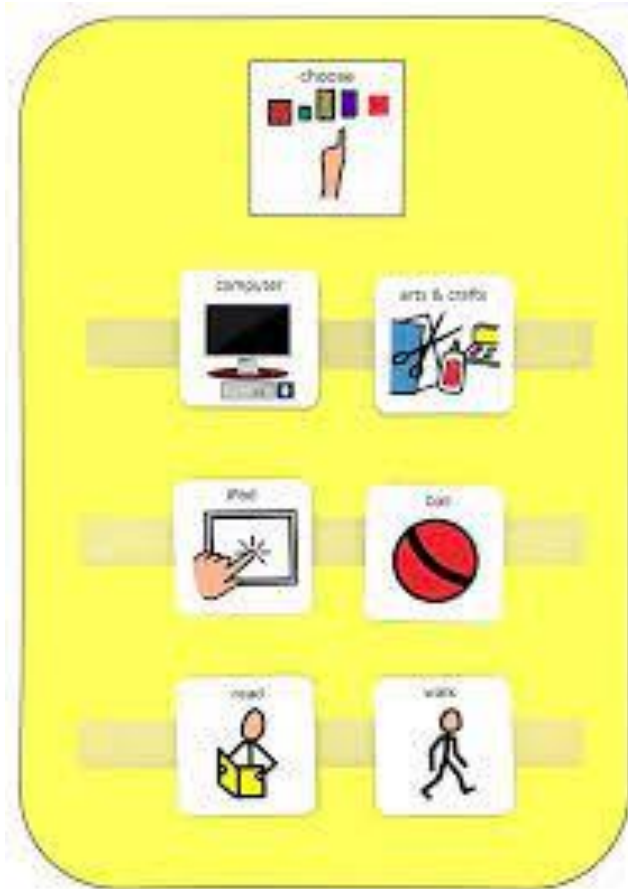 choose
computer
arts & crafts
iPad
ball
read
walk